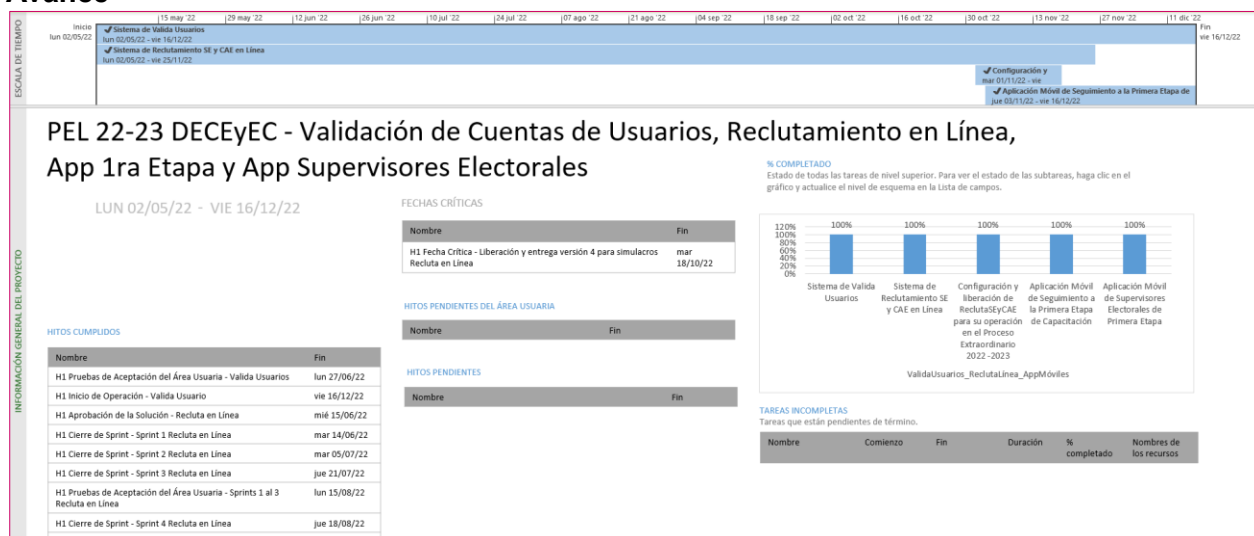 Avance
15 may '22 29 may '22 12 jun '22 26 jun '22 10 jul '22 24 jul '22 07 ago '22 21 ago '22 04 sep '22 18 sep '22 02 oct '22 16 oct '22 30 oct '22 13 nov '22 27 nov '22 11 dic '22
ESCALA DE TIEMPO
Inicio
lun 02/05/22
Sistema de Valida Usuarios
lun 02/05/22 - vie 16/12/22
Sistema de Reclutamiento SE y CAE en Línea
lun 02/05/22 - vie 25/11/22
Configuración y
mar 01/11/22 - vie
Aplicación Móvil de Seguimiento a la Primera Etapa de
jue 03/11/22 - vie 16/12/22
Fin
vie 16/12/22
INFORMACIÓN GENERAL DEL PROYECTO
PEL 22-23 DECEyEC - Validación de Cuentas de Usuarios, Reclutamiento en Línea,
App 1ra Etapa y App Supervisores Electorales
LUN 02/05/22 - VIE 16/12/22
HITOS CUMPLIDOS
Nombre Fin
H1 Pruebas de Aceptación del Área Usuaria - Valida Usuarios lun 27/06/22
H1 Inicio de Operación - Valida Usuario vie 16/12/22
H1 Aprobación de la Solución - Recluta en Línea mié 15/06/22
H1 Cierre de Sprint - Sprint 1 Recluta en Línea mar 14/06/22
H1 Cierre de Sprint - Sprint 2 Recluta en Línea mar 05/07/22
H1 Cierre de Sprint - Sprint 3 Recluta en Línea jue 21/07/22
H1 Pruebas de Aceptación del Área Usuaria - Sprints 1 al 3 lun 15/08/22
Recluta en Línea
H1 Cierre de Sprint - Sprint 4 Recluta en Línea jue 18/08/22
FECHAS CRÍTICAS
Nombre Fin
H1 Fecha Crítica - Liberación y entrega versión 4 para simulacros mar
Recluta en Línea 18/10/22
HITOS PENDIENTES DEL ÁREA USUARIA
Nombre Fin
HITOS PENDIENTES
Nombre Fin
% COMPLETADO
Estado de todas las tareas de nivel superior. Para ver el estado de las subtareas, haga clic en el
gráfico y actualice el nivel de esquema en la Lista de campos.
120%
100%
80%
60%
40%
20%
100% 100% 100% 100% 100%
Sistema de Valida Sistema de Configuración y Aplicación Móvil Aplicación Móvil
Usuarios Reclutamiento SE liberación de de Seguimiento a de Supervisores
y CAE en Línea ReclutaSEyCAE la Primera Etapa Electorales de
para su operación de Capacitación Primera Etapa
en el Proceso
Extraordinario
2022 -2023
ValidaUsuarios_ReclutaLínea_AppMóviles
TAREAS INCOMPLETAS
Tareas que están pendientes de término.
Nombre Comienzo Fin Duración % Nombres de
completado los recursos